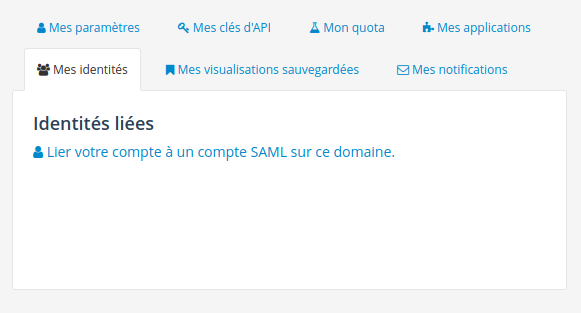 Mes paramètres Mes clés d'API Mon quota Mes applications
Mes identités Mes visualisations sauvegardées Mes notifications
Identités liées
Lier votre compte à un compte SAML sur ce domaine.